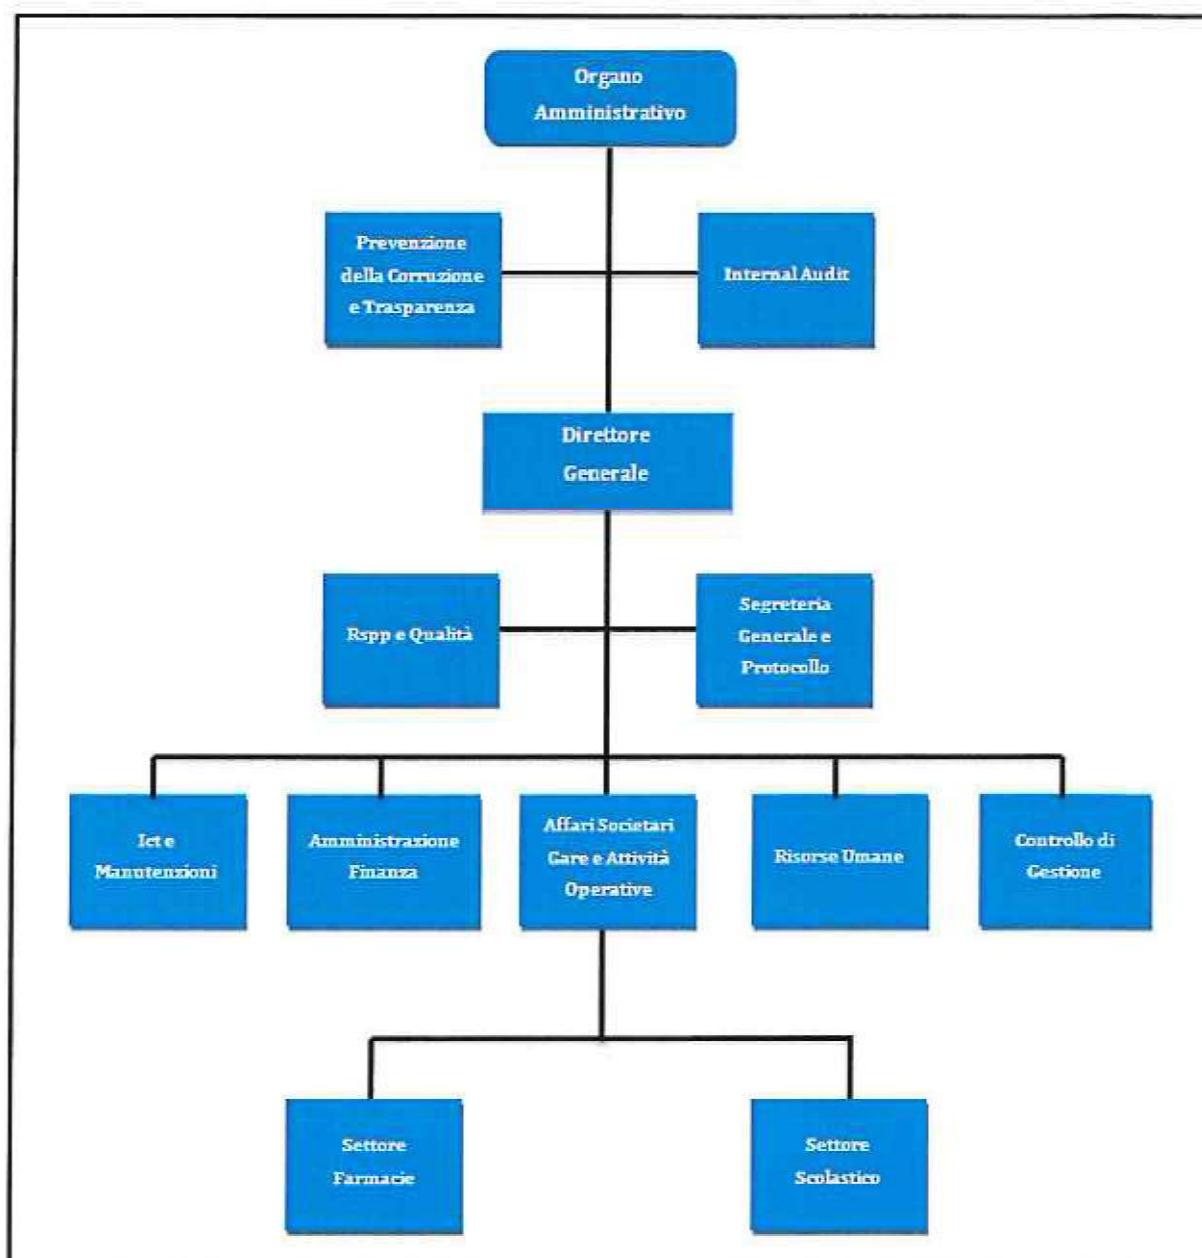 Organo
Amministrativo
Prevenzione
della Corruzione
e Trasparenza
Internal Audit
Direttore
Generale
Rspp e Qualità
Segreteria
Generale e
Protocollo
Ict e
Manutenzioni
Amministrazione
Finanza
Affari Societari
Gare e Attività
Operative
Risorse Umane
Controllo di
Gestione
Settore
Farmacie
Settore
Scolastico